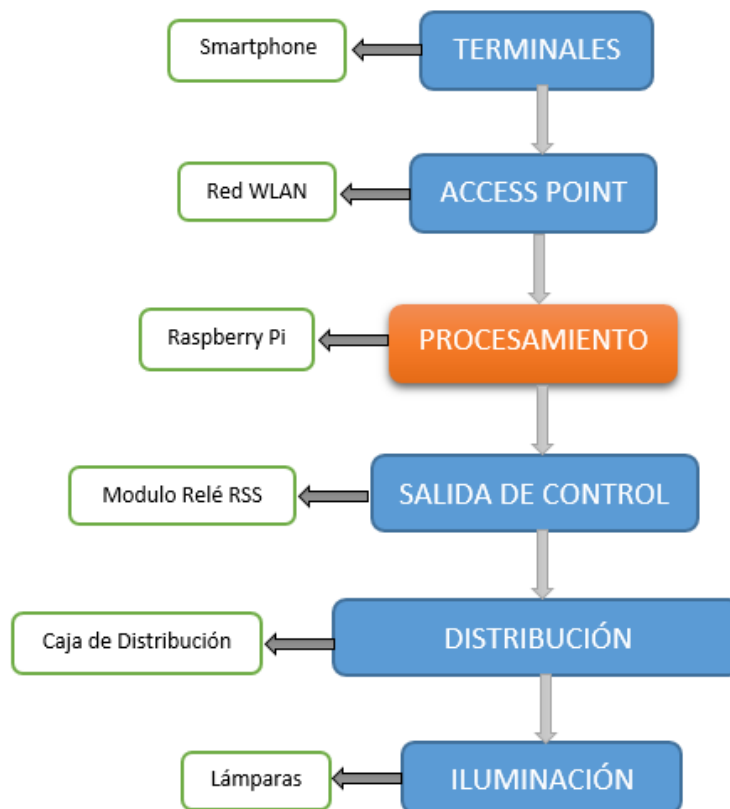 Smartphone
TERMINALES
Red WLAN
ACCESS POINT
Raspberry Pi
PROCESAMIENTO
Modulo Relé RSS
SALIDA DE CONTROL
Caja de Distribución
DISTRIBUCIÓN
Lámparas
ILUMINACIÓN